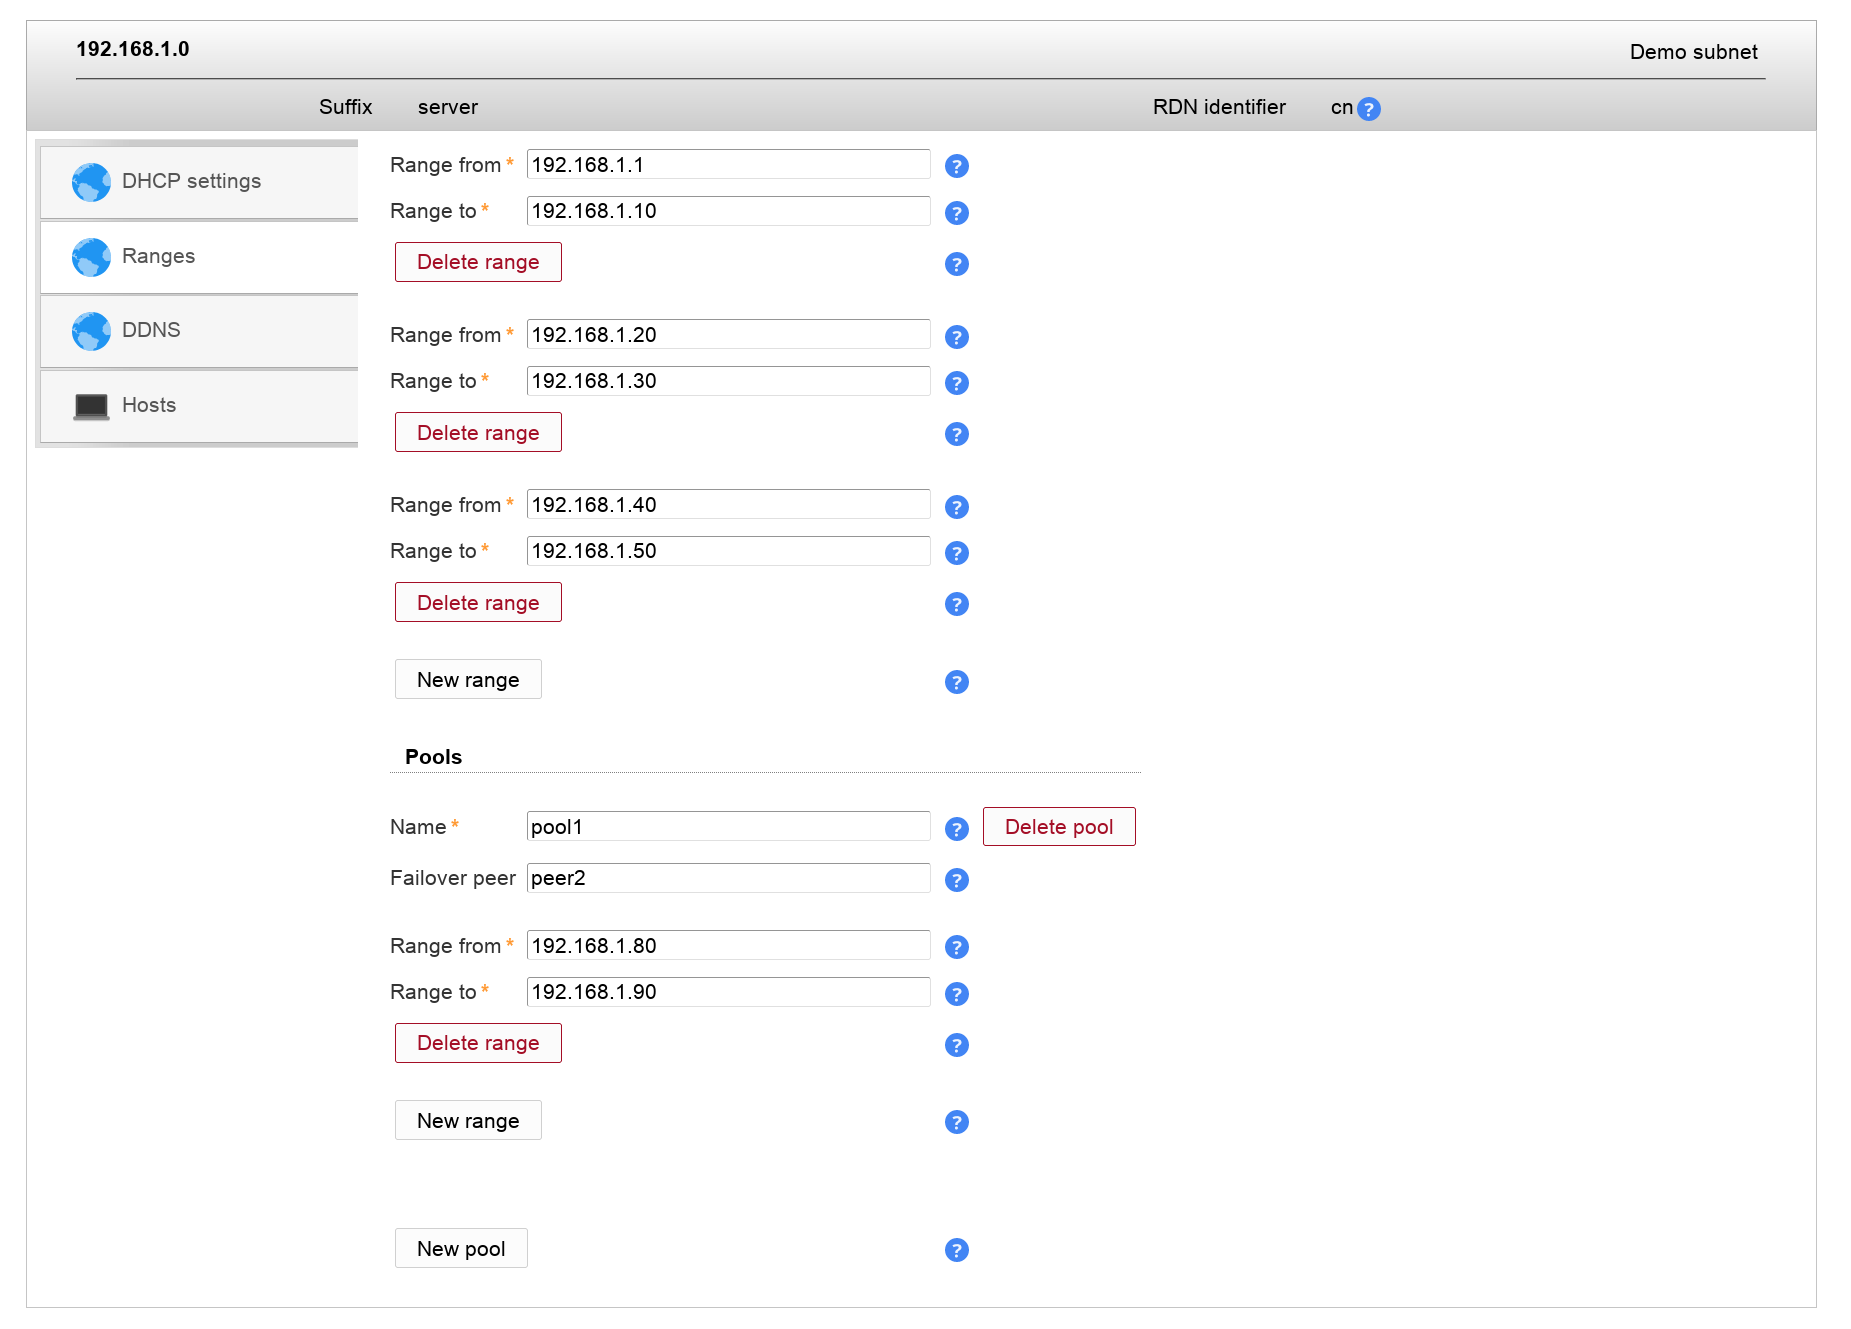 192.168.1.0 Demo subnet
Suffix server RDN identifier cn ?
DHCP settings
Ranges
DDNS
Hosts
Range from * 192.168.1.1 ?
Range to * 192.168.1.10 ?
Delete range ?
Range from * 192.168.1.20 ?
Range to * 192.168.1.30 ?
Delete range ?
Range from * 192.168.1.40 ?
Range to * 192.168.1.50 ?
Delete range ?
New range ?
Pools
Name * pool1 ? Delete pool
Failover peer peer2 ?
Range from * 192.168.1.80 ?
Range to * 192.168.1.90 ?
Delete range ?
New range ?
New pool ?